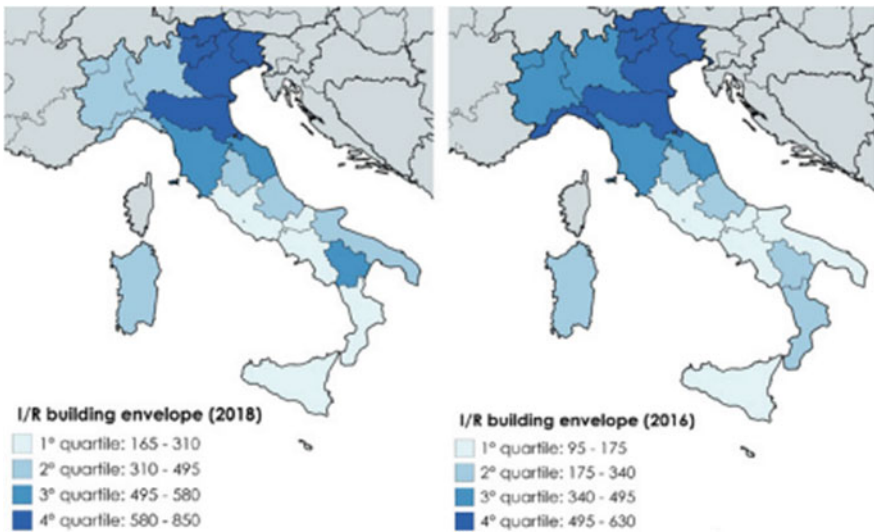 I/R building envelope (2018)
1° quartile: 165 - 310
2° quartile: 310 - 495
3° quartile: 495 - 580
4° quartile: 580 - 850
I/R building envelope (2016)
1° quartile: 95 - 175
2° quartile: 175 - 340
3° quartile: 340 - 495
4° quartile: 495 - 630